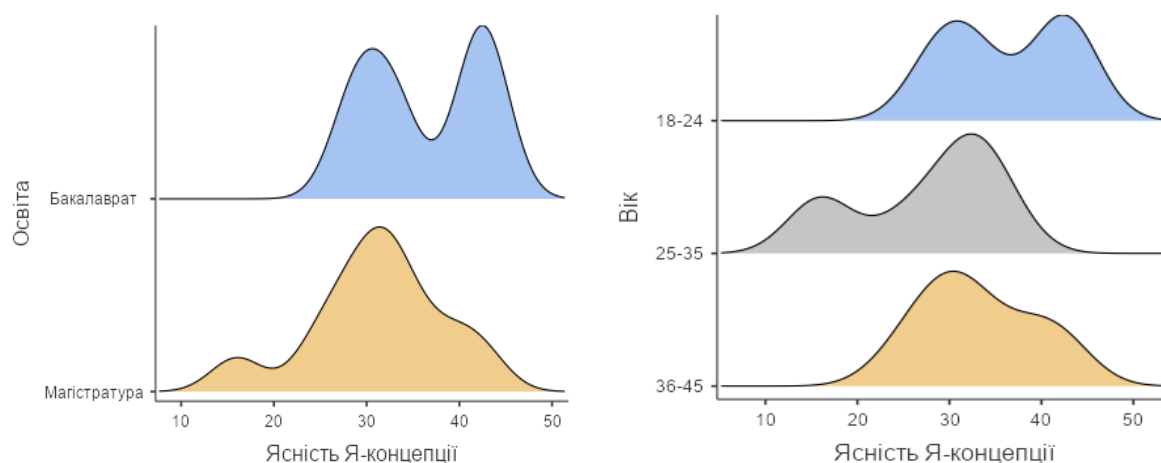 Освіта
Бакалаврат
Магістратура
10 20 30 40 50
Ясність Я-концепції
Вік
18-24
25-35
36-45
10 20 30 40 50
Ясність Я-концепції